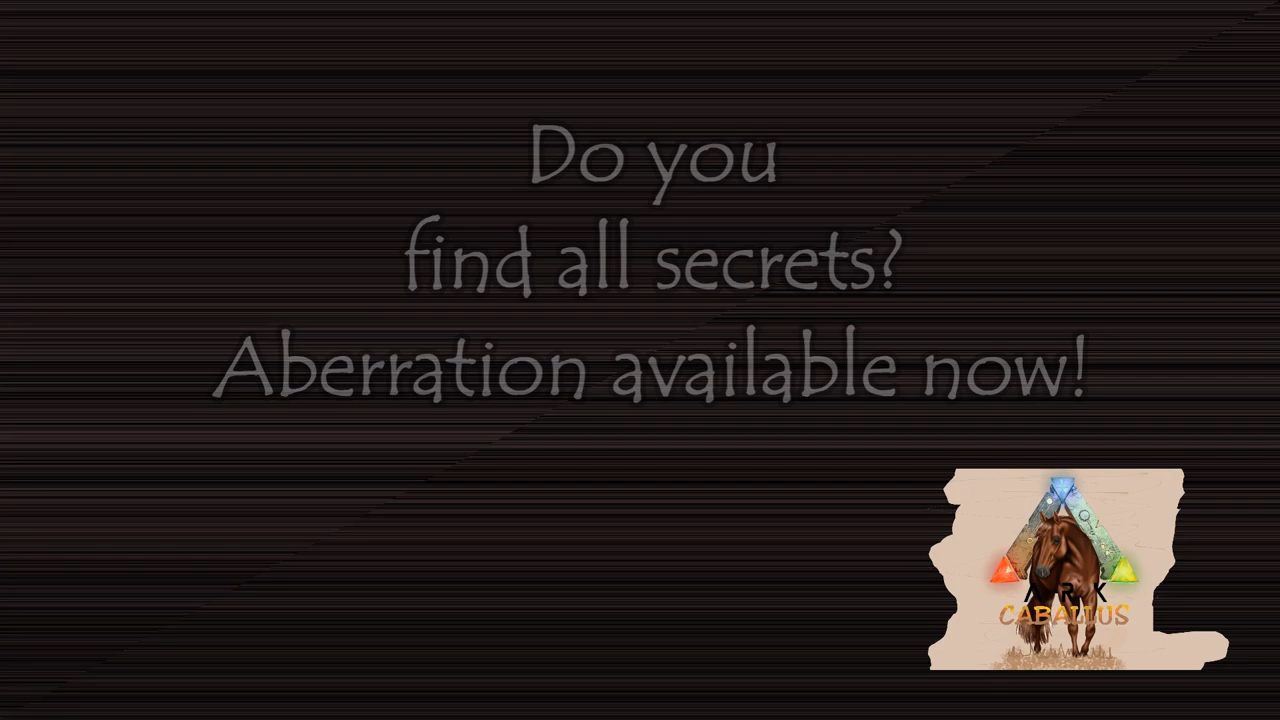 Do you
find all secrets?
Aberration available now!
ARK
CABALLUS